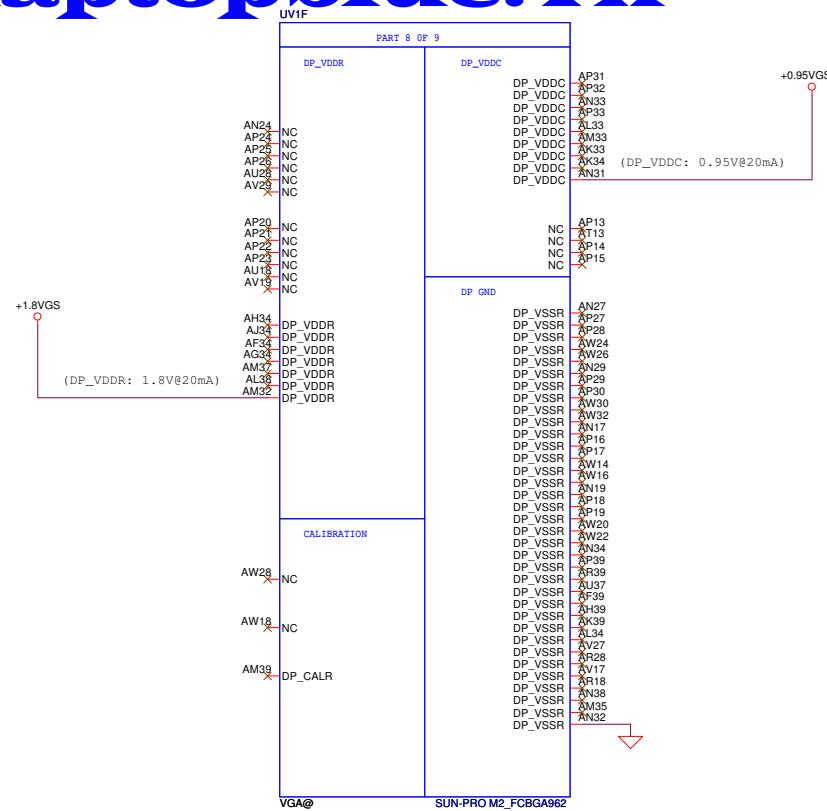 UV1F
PART 8 0F 9
DP_VDDR
DP_VDDC
+0.95VGS
DP_VDDC AP31
DP_VDDC AP32
DP_VDDC AN33
DP_VDDC AP33
DP_VDDC AL33
DP_VDDC AM33
DP_VDDC AK33
DP_VDDC AK34
DP_VDDC AN31
(DP_VDDC: 0.95V@20mA)
AN24 NC
AP24 NC
AP25 NC
AP26 NC
AU28 NC
AV29 NC
AP20 NC
AP21 NC
AP22 NC
AP23 NC
AU18 NC
AV19 NC
NC AP13
NC AT13
NC AP14
NC AP15
+1.8VGS
AH34 DP_VDDR
AJ34 DP_VDDR
AF34 DP_VDDR
AG34 DP_VDDR
AM37 DP_VDDR
AL38 DP_VDDR
AM32 DP_VDDR
(DP_VDDR: 1.8V@20mA)
DP GND
DP_VSSR AN27
DP_VSSR AP27
DP_VSSR AP28
DP_VSSR AW24
DP_VSSR AW26
DP_VSSR AN29
DP_VSSR AP29
DP_VSSR AP30
DP_VSSR AW30
DP_VSSR AW32
DP_VSSR AN17
DP_VSSR AP16
DP_VSSR AP17
DP_VSSR AW14
DP_VSSR AW16
DP_VSSR AN19
DP_VSSR AP18
DP_VSSR AP19
DP_VSSR AW20
DP_VSSR AW22
DP_VSSR AN34
DP_VSSR AP39
DP_VSSR AR39
DP_VSSR AU37
DP_VSSR AF39
DP_VSSR AH39
DP_VSSR AK39
DP_VSSR AL34
DP_VSSR AV27
DP_VSSR AR28
DP_VSSR AV17
DP_VSSR AR18
DP_VSSR AN38
DP_VSSR AM35
DP_VSSR AN32
CALIBRATION
AW28 NC
AW18 NC
AM39 DP_CALR
VGA@
SUN-PRO M2_FCBGA962